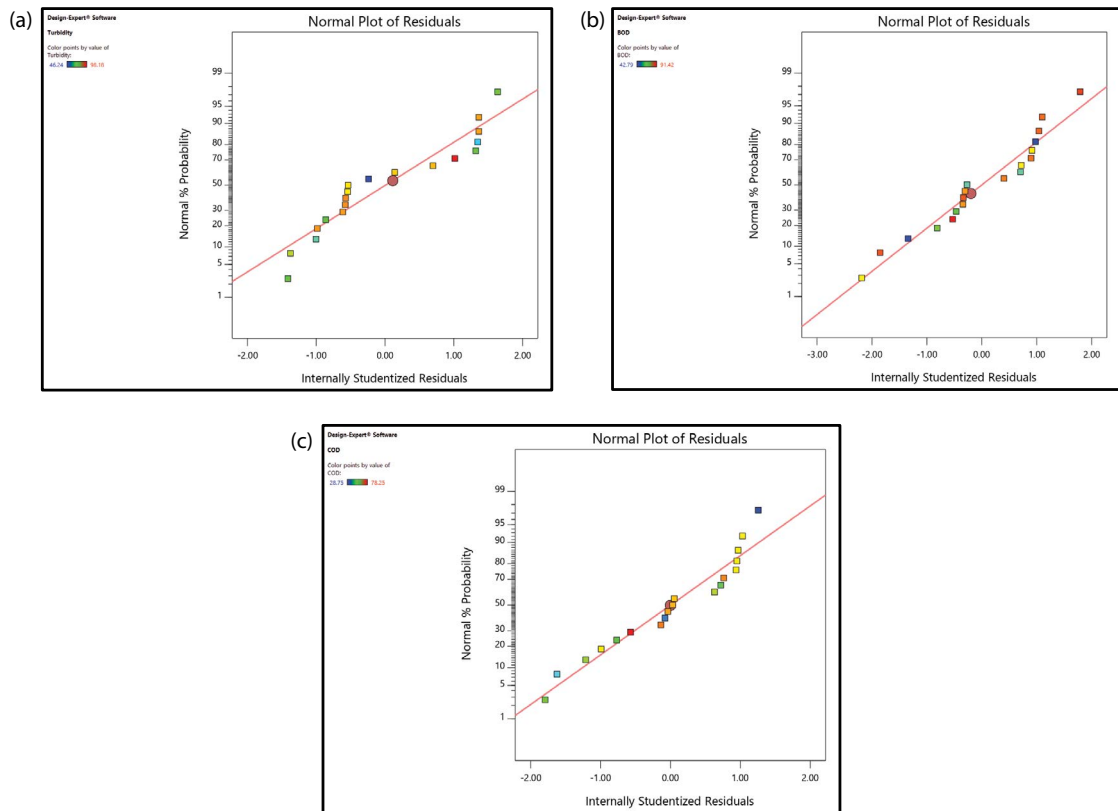 (a)
Design-Expert® Software
Turbidity
Color points by value of
Turbidity:
46.24 98.18
Normal Plot of Residuals
Normal % Probability
99
95
90
80
70
50
30
20
10
5
1
-2.00 -1.00 0.00 1.00 2.00
Internally Studentized Residuals
(b)
Design-Expert® Software
BOD
Color points by value of
BOD:
42.79 91.42
Normal Plot of Residuals
Normal % Probability
99
95
90
80
70
50
30
20
10
5
1
-3.00 -2.00 -1.00 0.00 1.00 2.00
Internally Studentized Residuals
(c)
Design-Expert® Software
COD
Color points by value of
COD:
28.75 78.25
Normal Plot of Residuals
Normal % Probability
99
95
90
80
70
50
30
20
10
5
1
-2.00 -1.00 0.00 1.00 2.00
Internally Studentized Residuals